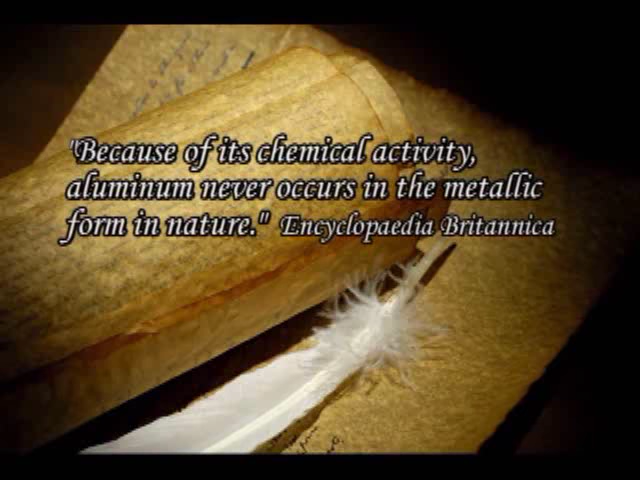 "Because of its chemical activity,
aluminum never occurs in the metallic
form in nature." Encyclopaedia Britannica